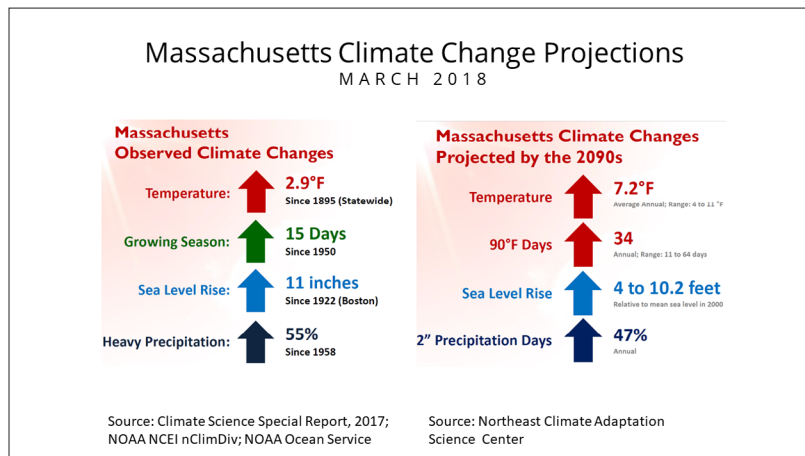 Massachusetts Climate Change Projections
MARCH 2018
Massachusetts
Observed Climate Changes
Temperature:
2.9°F
Since 1895 (Statewide)
Growing Season:
15 Days
Since 1950
Sea Level Rise:
11 inches
Since 1922 (Boston)
Heavy Precipitation:
55%
Since 1958
Source: Climate Science Special Report, 2017;
NOAA NCEI nClimDiv; NOAA Ocean Service
Massachusetts Climate Changes
Projected by the 2090s
Temperature
7.2°F
Average Annual; Range: 4 to 11 °F
90°F Days
34
Annual; Range: 11 to 64 days
Sea Level Rise
4 to 10.2 feet
Relative to mean sea level in 2000
2” Precipitation Days
47%
Annual
Source: Northeast Climate Adaptation
Science Center